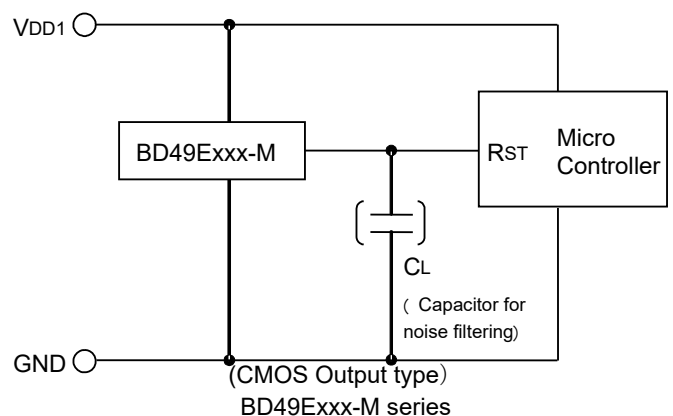 VDD1
BD49Exxx-M
RST
Micro
Controller
CL
( Capacitor for
noise filtering)
GND
(CMOS Output type)
BD49Exxx-M series